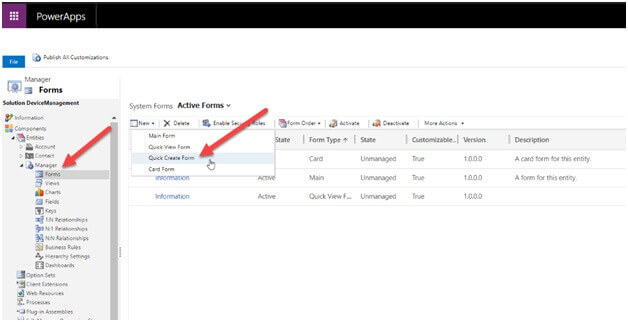 PowerApps
File
Publish All Customizations
Manager
Forms
Solution DeviceManagement
Information
Components
Entities
Account
Contact
Manager
Forms
Views
Charts
Fields
Keys
1:N Relationships
N:1 Relationships
N:N Relationships
Business Rules
Hierarchy Settings
Dashboards
Option Sets
Client Extensions
Web Resources
Processes
Plug-in Assemblies
System Forms Active Forms
New Delete Enable Security Roles Form Order Activate Deactivate More Actions
Main Form
Quick View Form
Quick Create Form
Card Form
State Form Type ↑ State Customizable... Version Description
Card Unmanaged True 1.0.0.0 A card form for this entity.
Information Active Main Unmanaged True 1.0.0.0 A form for this entity.
Information Active Quick View F... Unmanaged True 1.0.0.0